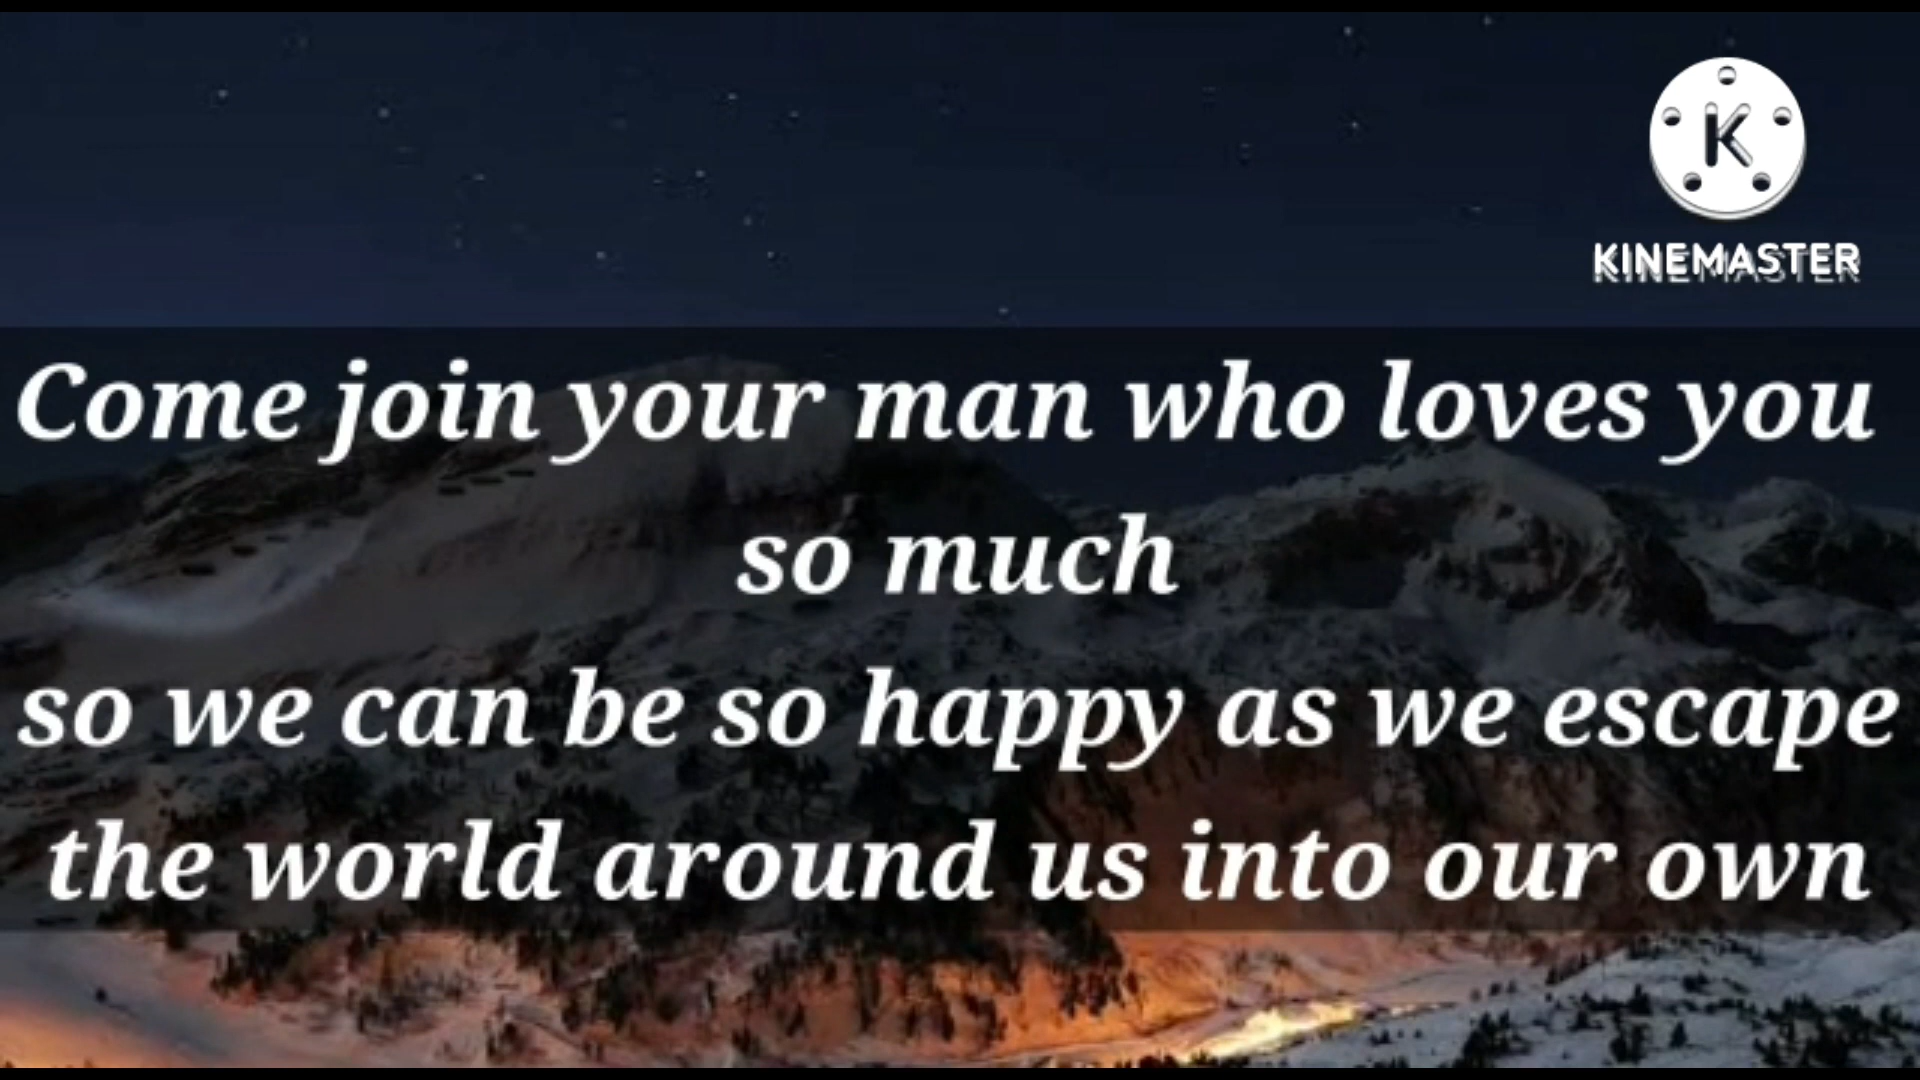 K
KINEMASTER
Come join your man who loves you
so much
so we can be so happy as we escape
the world around us into our own